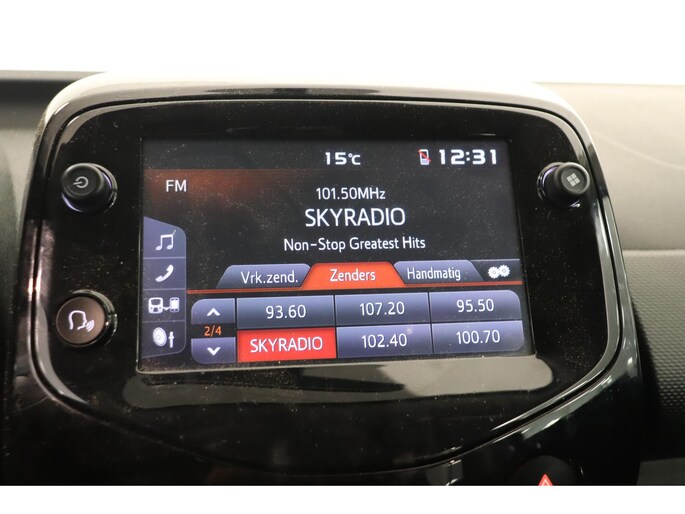 15°C 12:31
FM
101.50MHz
SKYRADIO
Non-Stop Greatest Hits
Vrk.zend. Zenders Handmatig
93.60 107.20 95.50
2/4
SKYRADIO 102.40 100.70